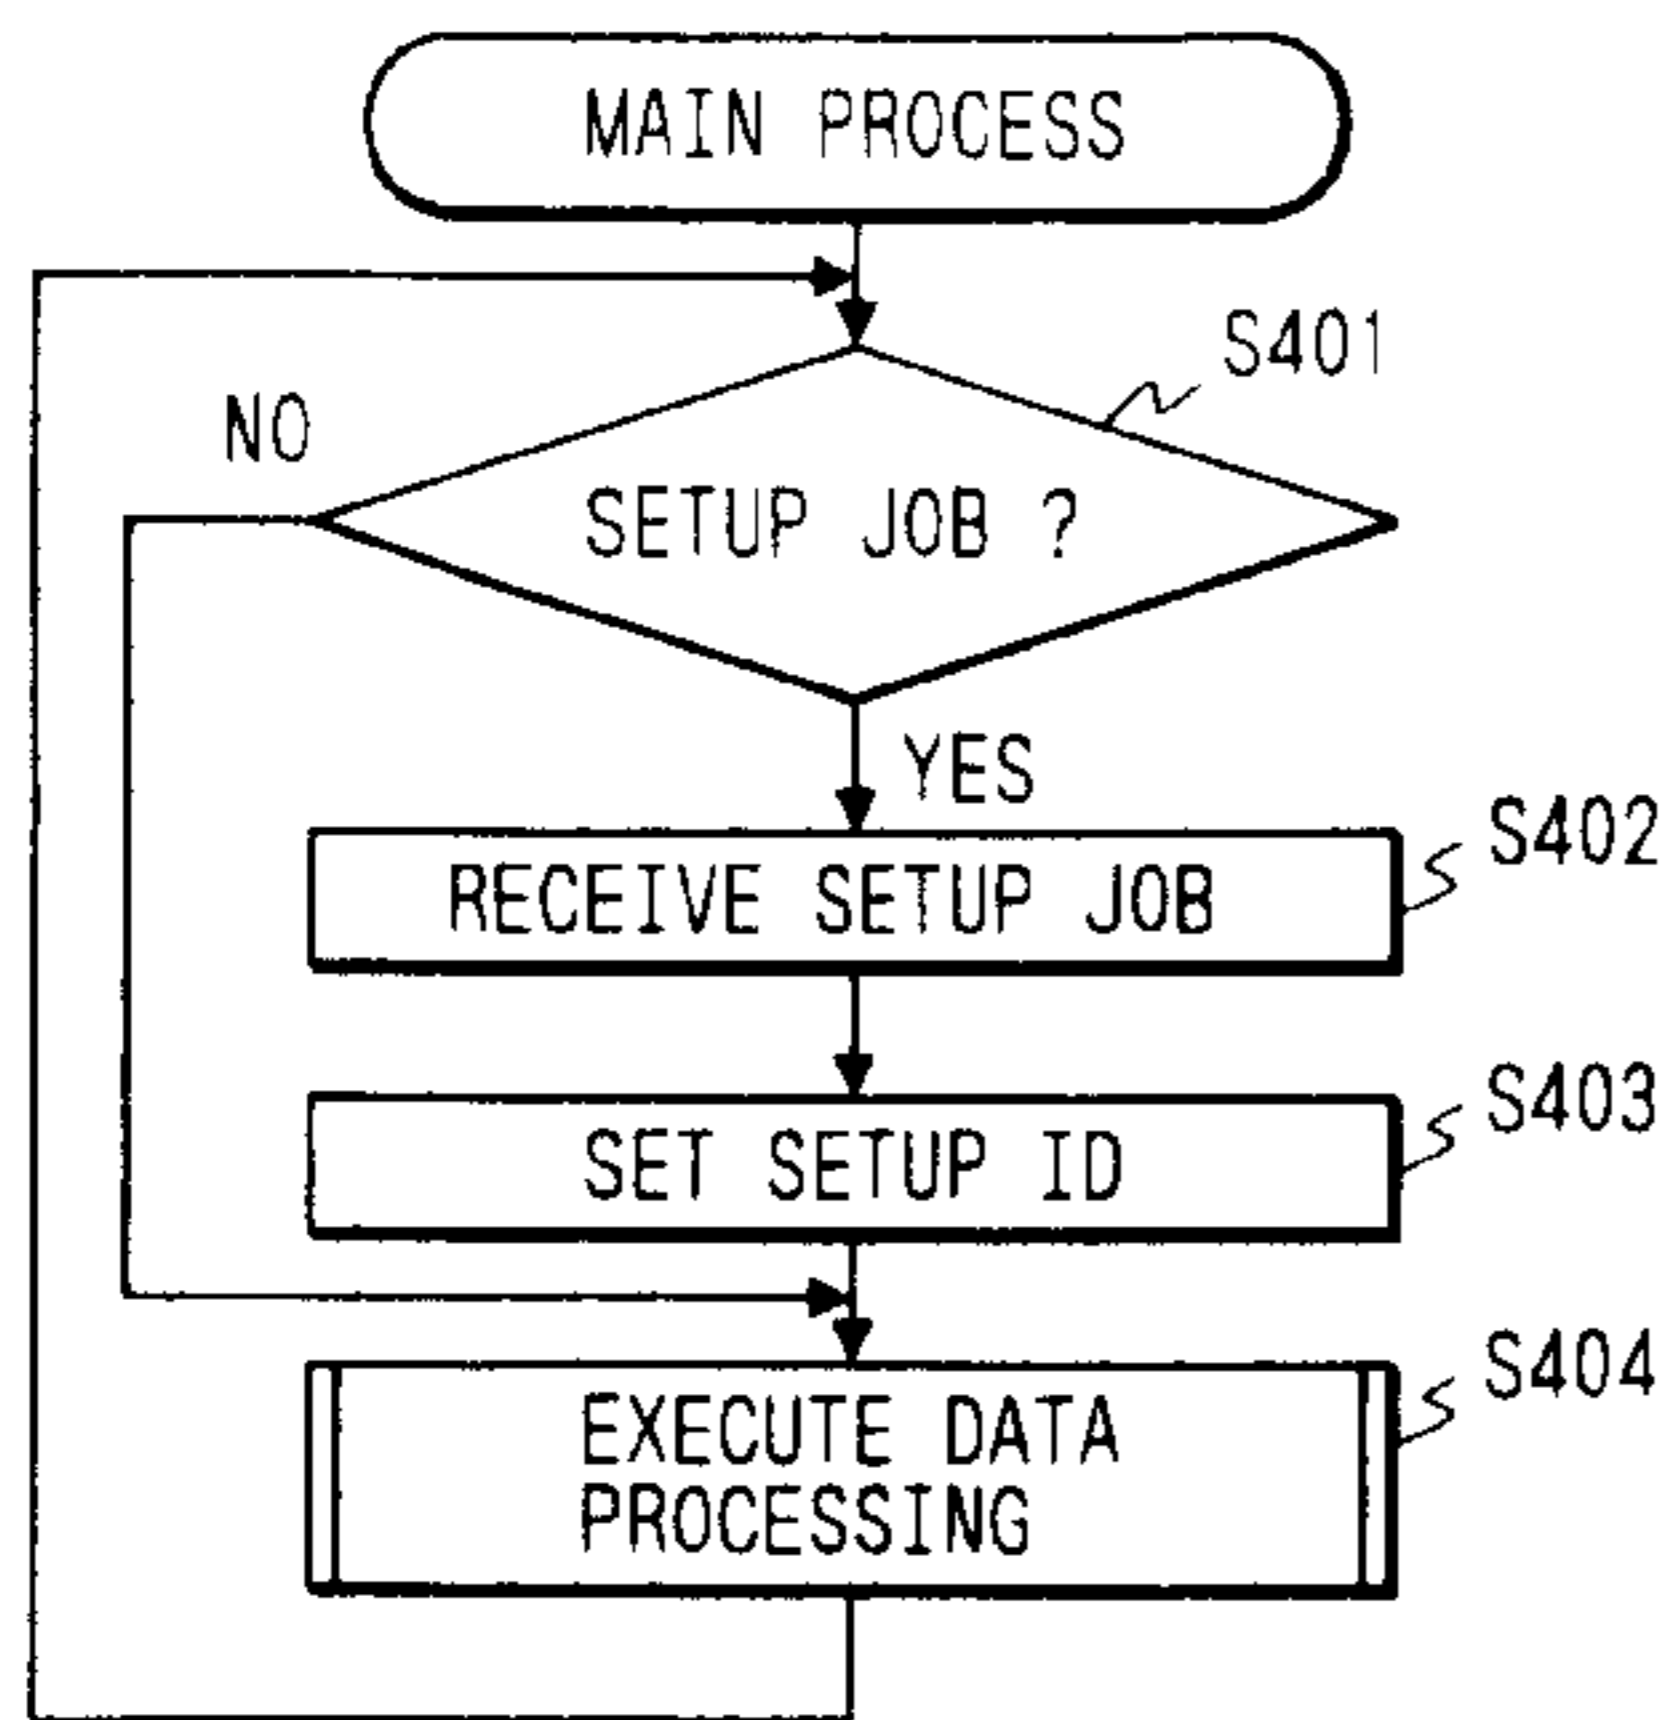 MAIN PROCESS
S401
NO
SETUP JOB ?
YES
S402
RECEIVE SETUP JOB
S403
SET SETUP ID
S404
EXECUTE DATA
PROCESSING